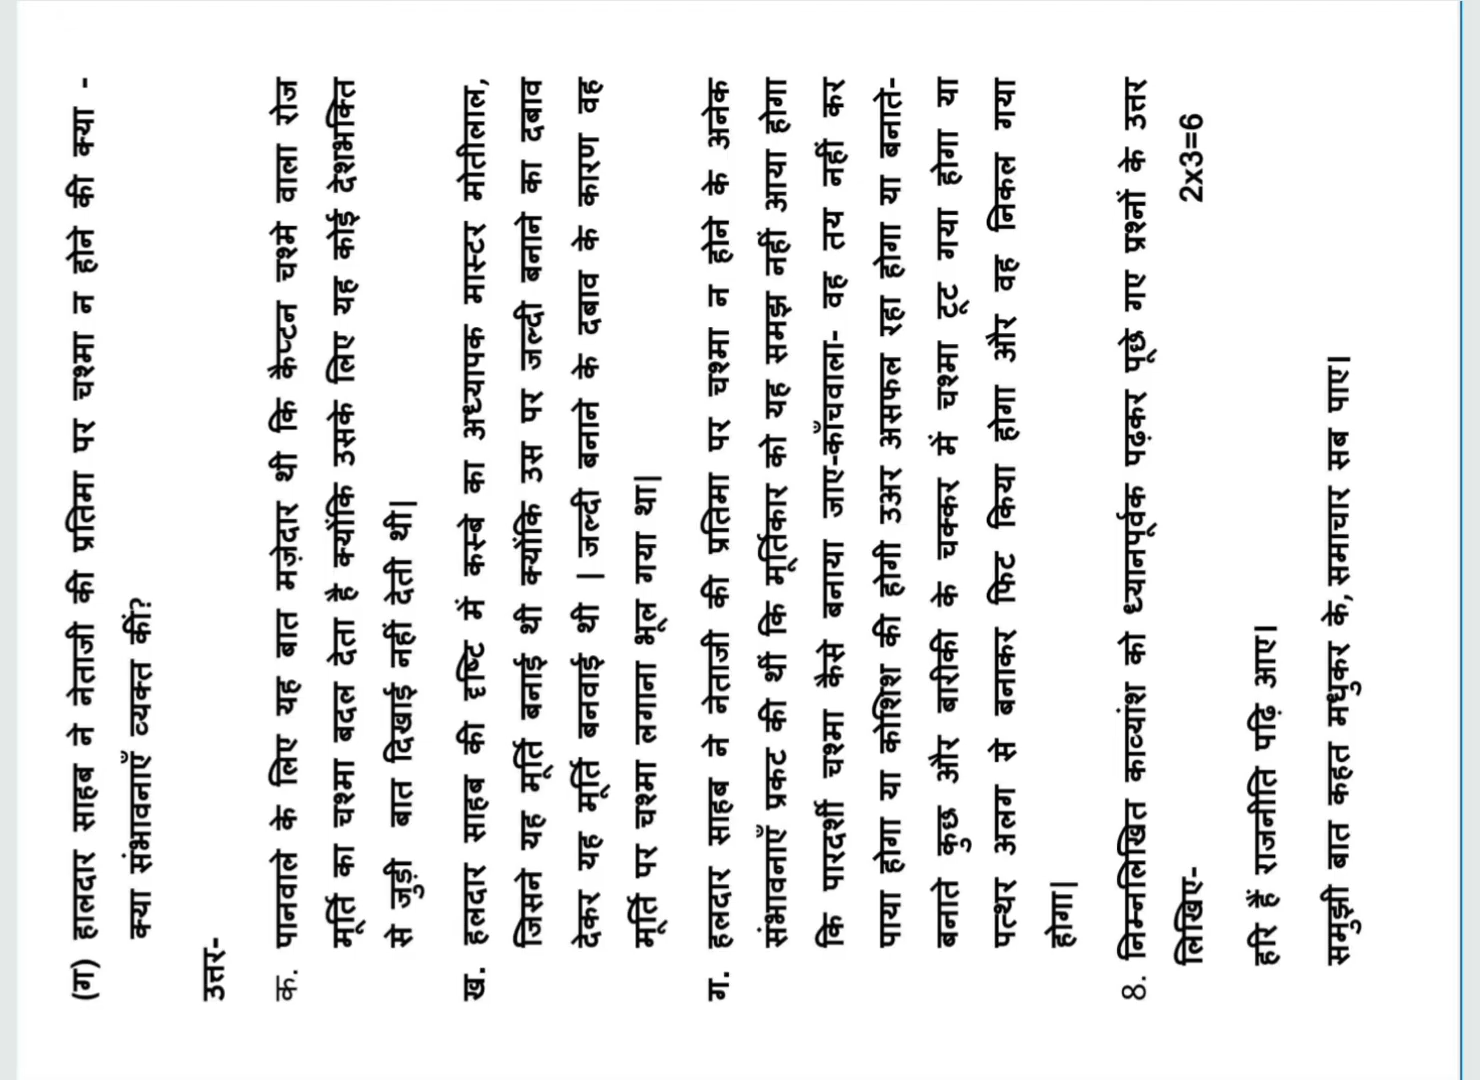 (ग) हालदार साहब ने नेताजी की प्रतिमा पर चश्मा न होने की क्या -
क्या संभावनाएँ व्यक्त कीं?
उत्तर-
क. पानवाले के लिए यह बात मज़ेदार थी कि कैप्टन चश्मे वाला रोज
मूर्ति का चश्मा बदल देता है क्योंकि उसके लिए यह कोई देशभक्ति
से जुड़ी बात दिखाई नहीं देती थी|
ख. हलदार साहब की दृष्टि में कस्बे का अध्यापक मास्टर मोतीलाल,
जिसने यह मूर्ति बनाई थी क्योंकि उस पर जल्दी बनाने का दबाव
देकर यह मूर्ति बनवाई थी | जल्दी बनाने के दबाव के कारण वह
मूर्ति पर चश्मा लगाना भूल गया था|
ग. हलदार साहब ने नेताजी की प्रतिमा पर चश्मा न होने के अनेक
संभावनाएँ प्रकट की थीं कि मूर्तिकार को यह समझ नहीं आया होगा
कि पारदर्शी चश्मा कैसे बनाया जाए-काँचवाला- वह तय नहीं कर
पाया होगा या कोशिश की होगी उअर असफल रहा होगा या बनाते-
बनाते कुछ और बारीकी के चक्कर में चश्मा टूट गया होगा या
पत्थर अलग से बनाकर फिट किया होगा और वह निकल गया
होगा|
8. निम्नलिखित काव्यांश को ध्यानपूर्वक पढ़कर पूछे गए प्रश्नों के उत्तर
लिखिए- 2x3=6
हरि हैं राजनीति पढ़ि आए।
समुझी बात कहत मधुकर के, समाचार सब पाए।